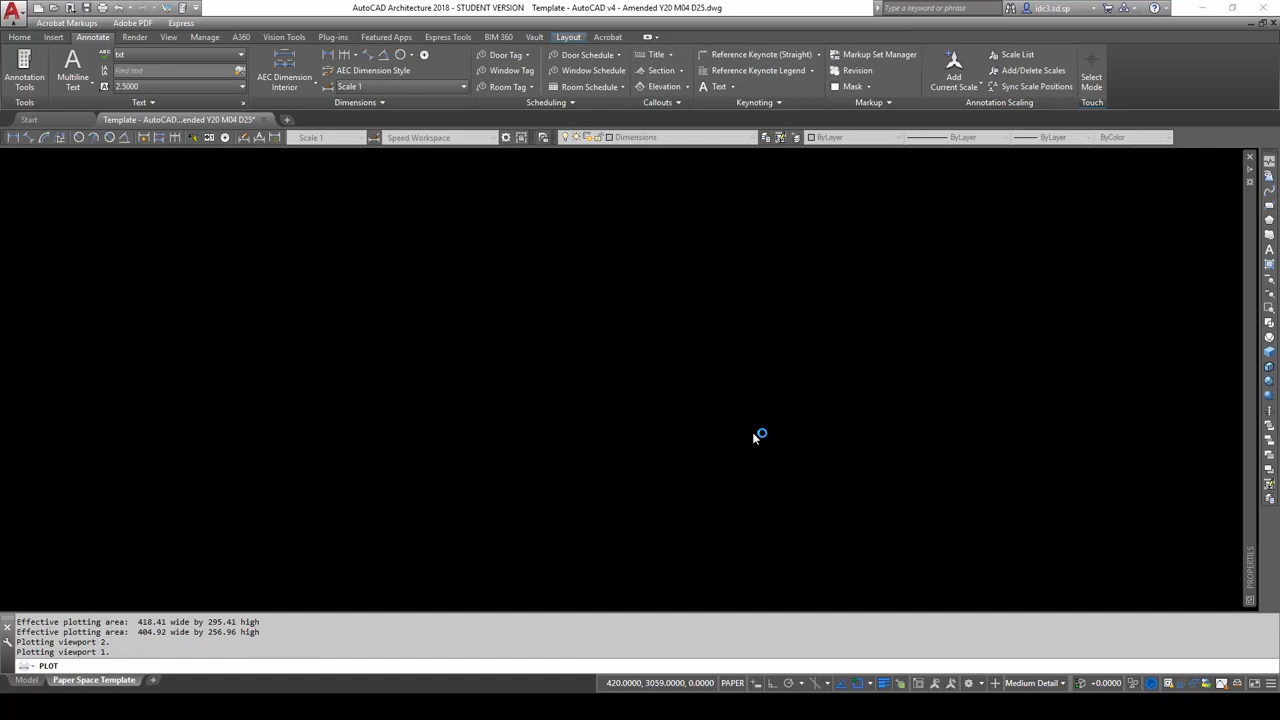 AutoCAD Architecture 2018 - STUDENT VERSION    Template - AutoCAD v4 - Amended Y20 M04 D25.dwg
Type a keyword or phrase
idc3.sd.sp
Acrobat Markups    Adobe PDF    Express
Home    Insert    Annotate    Render    View    Manage    A360    Vision Tools    Plug-ins    Featured Apps    Express Tools    BIM 360    Vault    Layout    Acrobat
txt    Door Tag    Door Schedule    Title    Reference Keynote (Straight)    Markup Set Manager    Scale List
Find text    AEC Dimension Style    Window Tag    Window Schedule    Section    Reference Keynote Legend    Revision    Add/Delete Scales
Annotation Tools    Multiline Text    2.5000    AEC Dimension Interior    Scale 1    Room Tag    Room Schedule    Elevation    Text    Mask    Add Current Scale    Sync Scale Positions    Select Mode
Tools    Text    Dimensions    Scheduling    Callouts    Keynoting    Markup    Annotation Scaling    Touch
Start    Template - AutoCAD...ended Y20 M04 D25*
Scale 1    Speed Workspace    Dimensions    ByLayer    ByLayer    ByLayer    ByColor
PROPERTIES
Effective plotting area:  418.41 wide by 295.41 high
Effective plotting area:  404.92 wide by 256.96 high
Plotting viewport 2.
Plotting viewport 1.
PLOT
Model    Paper Space Template    420.0000, 3059.0000, 0.0000    PAPER    Medium Detail    +0.0000